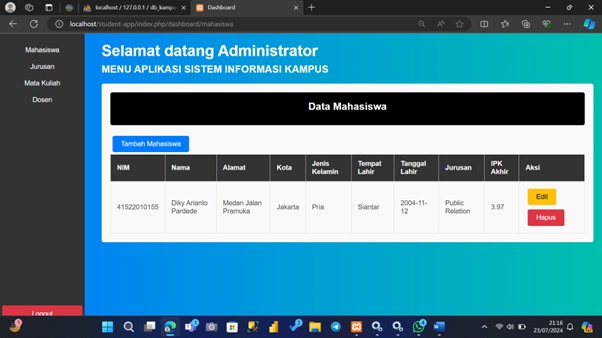 localhost / 127.0.0.1 / db_kampu
Dashboard
localhost/student-app/index.php/dashboard/mahasiswa
Mahasiswa
Jurusan
Mata Kuliah
Dosen
Logout
Selamat datang Administrator
MENU APLIKASI SISTEM INFORMASI KAMPUS
Data Mahasiswa
Tambah Mahasiswa
NIM Nama Alamat Kota Jenis Kelamin Tempat Lahir Tanggal Lahir Jurusan IPK Akhir Aksi
41522010155 Diky Arianto Pardede Medan Jalan Pramuka Jakarta Pria Siantar 2004-11-12 Public Relation 3.97 Edit
Hapus
21:16
23/07/2024